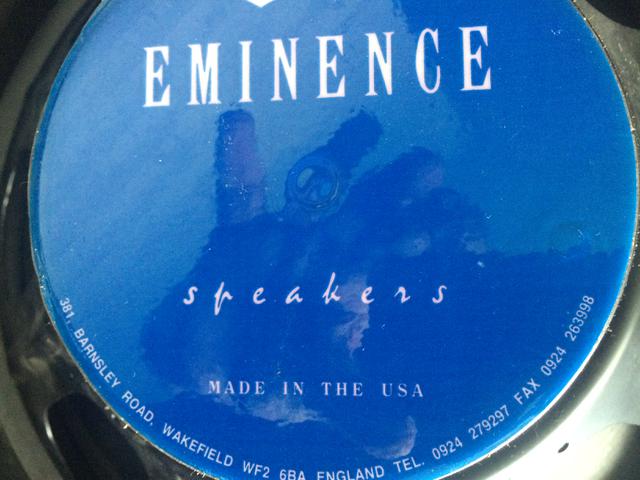 EMINENCE
speakers
MADE IN THE USA
381, BARNSLEY ROAD, WAKEFIELD WF2 6BA ENGLAND TEL. 0924 279297 FAX 0924 263998